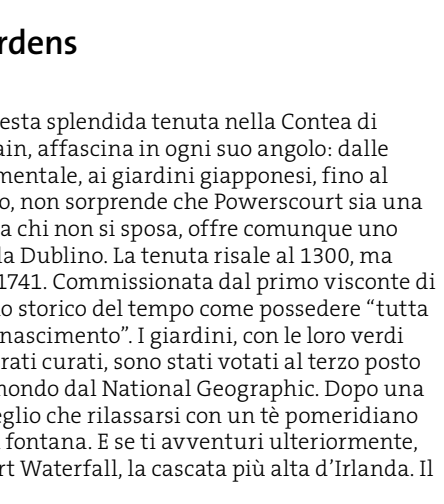 rdens
esta splendida tenuta nella Contea di
ain, affascina in ogni suo angolo: dalle
mentale, ai giardini giapponesi, fino al
o, non sorprende che Powerscourt sia una
a chi non si sposa, offre comunque uno
da Dublino. La tenuta risale al 1300, ma
1741. Commissionata dal primo visconte di
o storico del tempo come possedere “tutta
nascimento”. I giardini, con le loro verdi
rati curati, sono stati votati al terzo posto
mondo dal National Geographic. Dopo una
eglio che rilassarsi con un tè pomeridiano
fontana. E se ti avventuri ulteriormente,
rt Waterfall, la cascata più alta d’Irlanda. Il